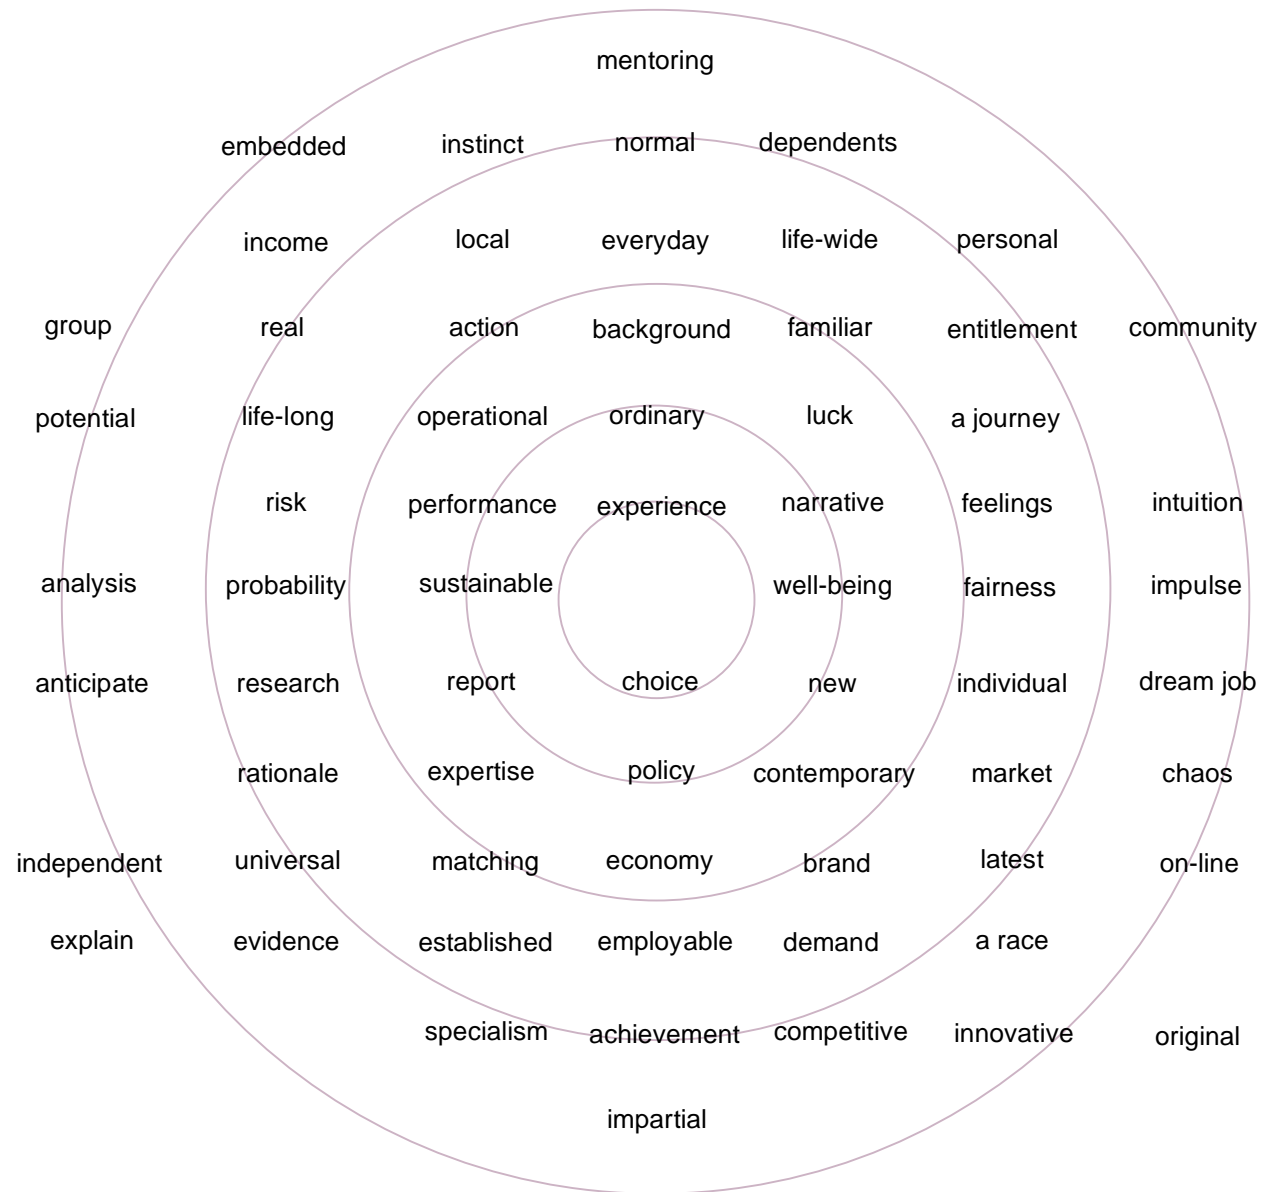 mentoring
embedded instinct normal dependents
income local everyday life-wide personal
group real action background familiar entitlement community
potential life-long operational ordinary luck a journey
risk performance experience narrative feelings intuition
analysis probability sustainable well-being fairness impulse
anticipate research report choice new individual dream job
rationale expertise policy contemporary market chaos
independent universal matching economy brand latest on-line
explain evidence established employable demand a race
specialism achievement competitive innovative original
impartial